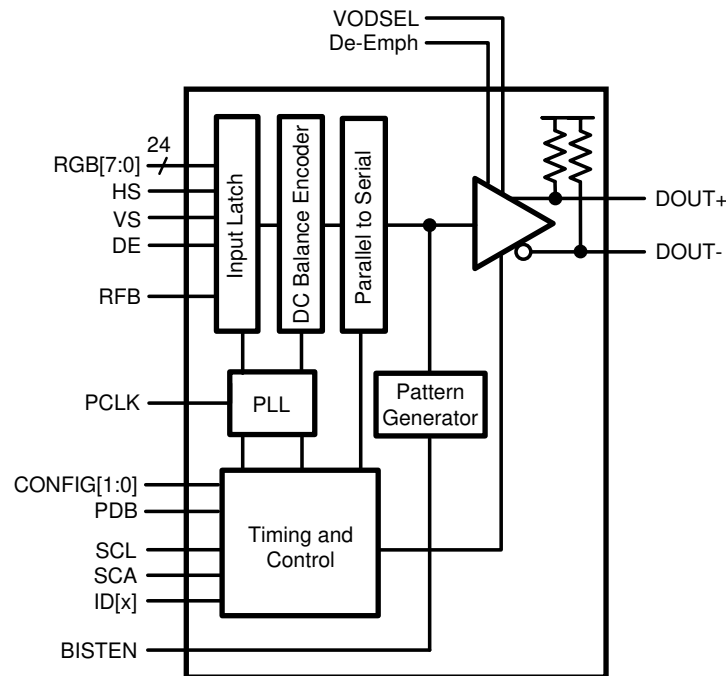 VODSEL
De-Emph
24
RGB[7:0]
HS
VS
DE
RFB
Input Latch
DC Balance Encoder
Parallel to Serial
DOUT+
DOUT-
PCLK
PLL
Pattern
Generator
CONFIG[1:0]
PDB
SCL
SCA
ID[x]
Timing and
Control
BISTEN